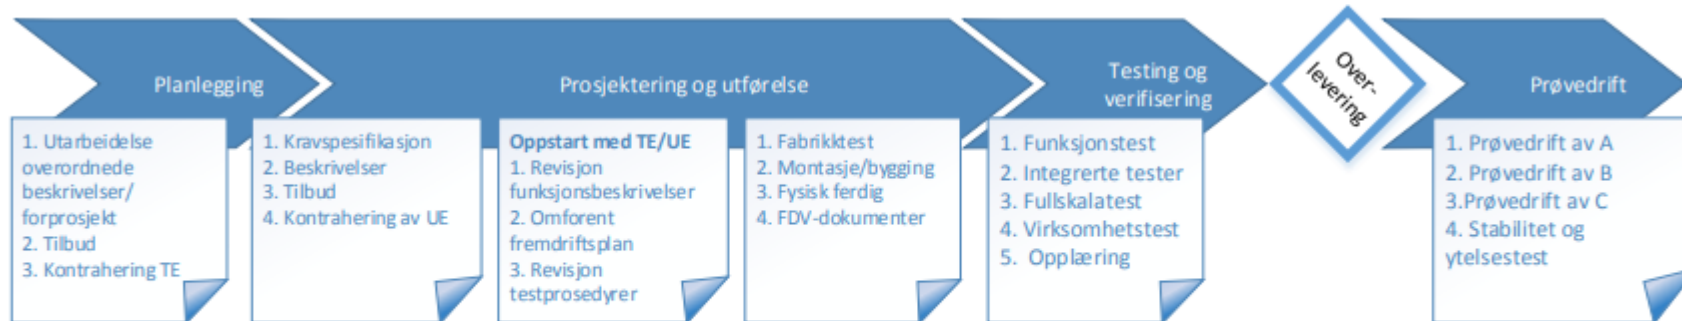 Planlegging
Prosjektering og utførelse
Testing og
verifisering
Over-
levering
Prøvedrift
1. Utarbeidelse
overordnede
beskrivelser/
forprosjekt
2. Tilbud
3. Kontrahering TE
1. Kravspesifikasjon
2. Beskrivelser
3. Tilbud
4. Kontrahering av UE
Oppstart med TE/UE
1. Revisjon
funksjonsbeskrivelser
2. Omforent
fremdriftsplan
3. Revisjon
testprosedyrer
1. Fabrikktest
2. Montasje/bygging
3. Fysisk ferdig
4. FDV-dokumenter
1. Funksjonstest
2. Integrerte tester
3. Fullskalatest
4. Virksomhetstest
5. Opplæring
1. Prøvedrift av A
2. Prøvedrift av B
3.Prøvedrift av C
4. Stabilitet og
ytelsestest